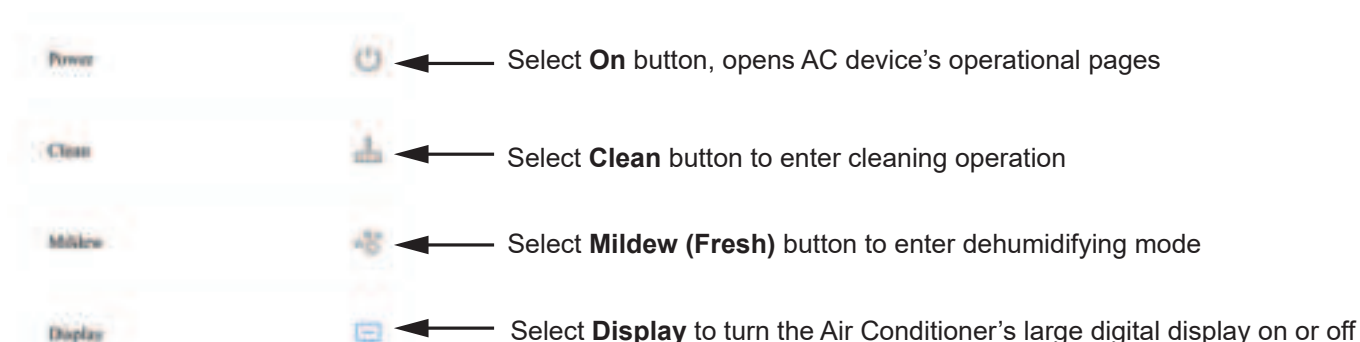 Power
Select On button, opens AC device's operational pages
Clean
Select Clean button to enter cleaning operation
Mildew
Select Mildew (Fresh) button to enter dehumidifying mode
Display
Select Display to turn the Air Conditioner's large digital display on or off